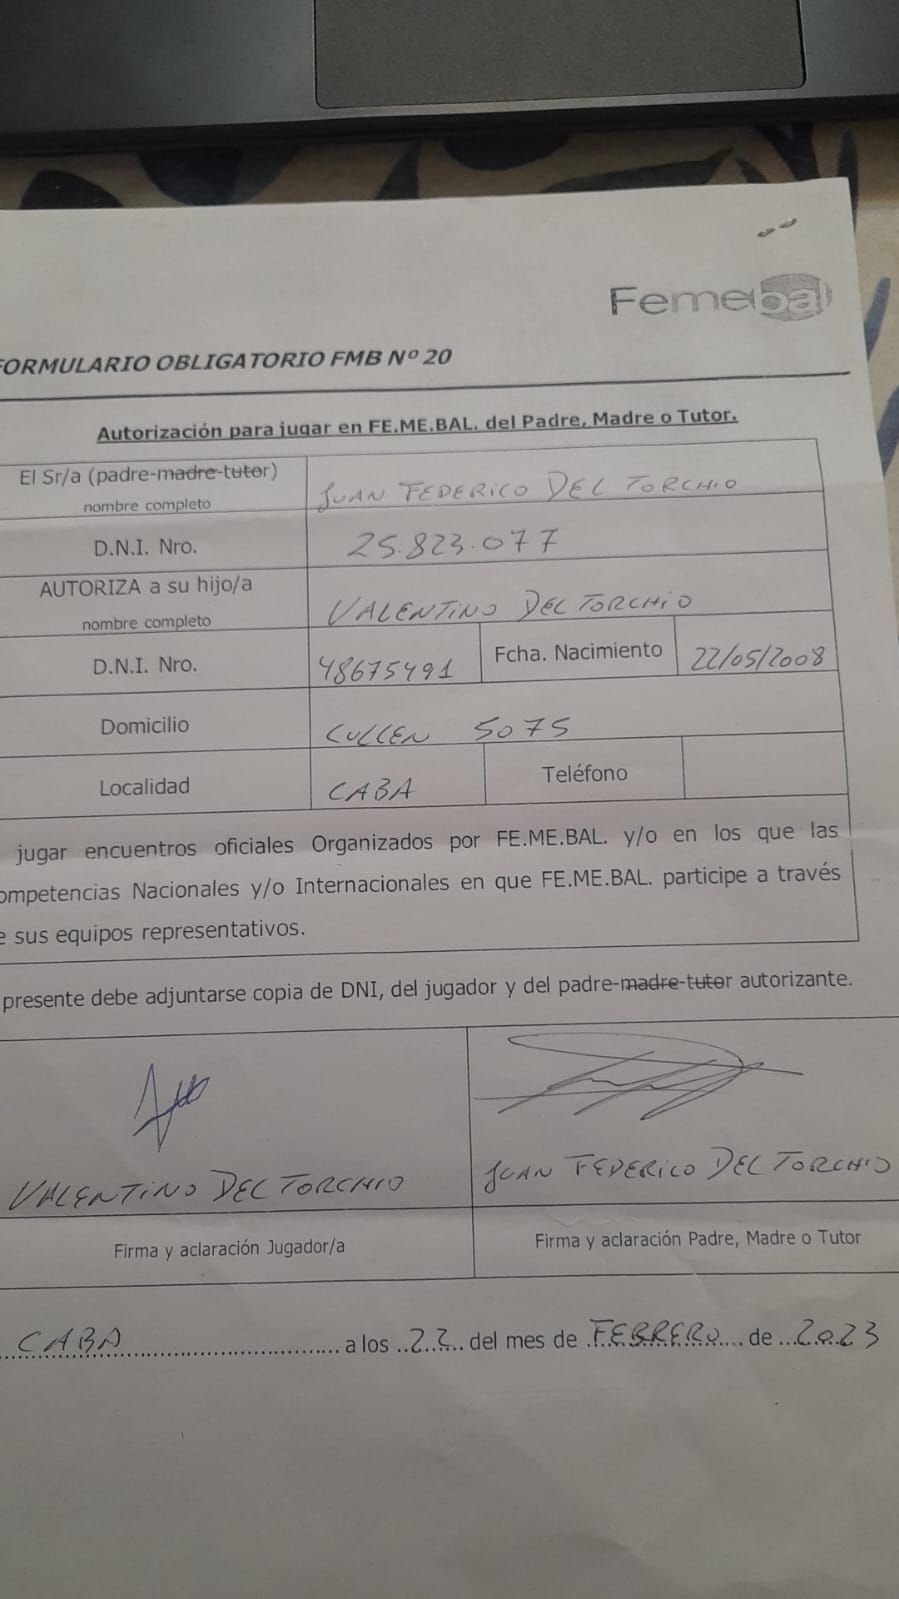 Femebal
FORMULARIO OBLIGATORIO FMB Nº 20
Autorización para jugar en FE.ME.BAL. del Padre, Madre o Tutor.
El Sr/a (padre-madre-tutor)
nombre completo
JUAN FEDERICO DEL TORCHIO
D.N.I. Nro.
25.823.077
AUTORIZA a su hijo/a
nombre completo
VALENTINO DEL TORCHIO
D.N.I. Nro.
48675491
Fcha. Nacimiento
22/05/2008
Domicilio
CULLEN 5075
Localidad
CABA
Teléfono
jugar encuentros oficiales Organizados por FE.ME.BAL. y/o en los que las
ompetencias Nacionales y/o Internacionales en que FE.ME.BAL. participe a través
e sus equipos representativos.
presente debe adjuntarse copia de DNI, del jugador y del padre-madre-tutor autorizante.
VALENTINO DEL TORCHIO
JUAN FEDERICO DEL TORCHIO
Firma y aclaración Jugador/a
Firma y aclaración Padre, Madre o Tutor
CABA a los 22 del mes de FEBRERO de 2023